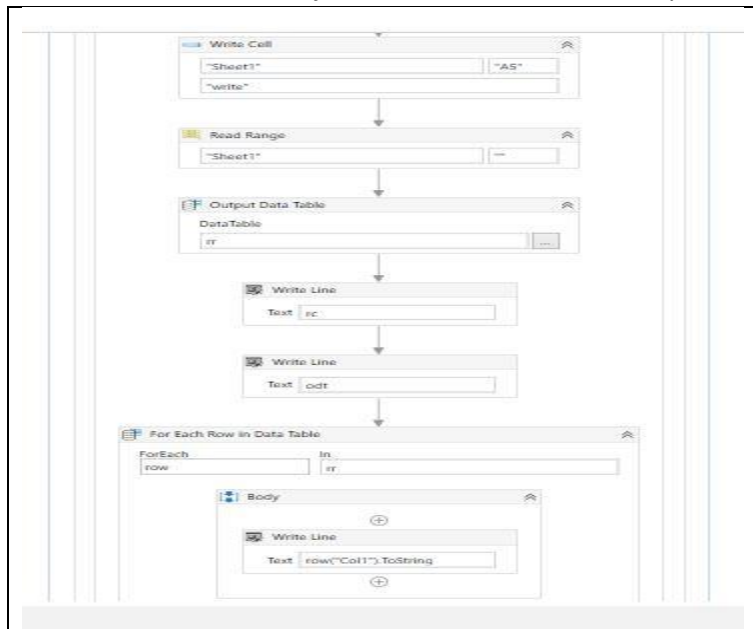 Write Cell
"Sheet1" "A5"
"write"
Read Range
"Sheet1" ""
Output Data Table
DataTable
rr ...
Write Line
Text rc
Write Line
Text odt
For Each Row in Data Table
ForEach In
row rr
Body
Write Line
Text row("Col1").ToString